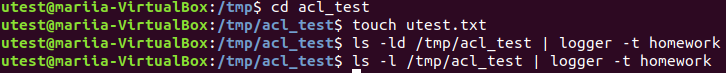 utest@mariia-VirtualBox:/tmp$ cd acl_test
utest@mariia-VirtualBox:/tmp/acl_test$ touch utest.txt
utest@mariia-VirtualBox:/tmp/acl_test$ ls -ld /tmp/acl_test | logger -t homework
utest@mariia-VirtualBox:/tmp/acl_test$ ls -l /tmp/acl_test | logger -t homework